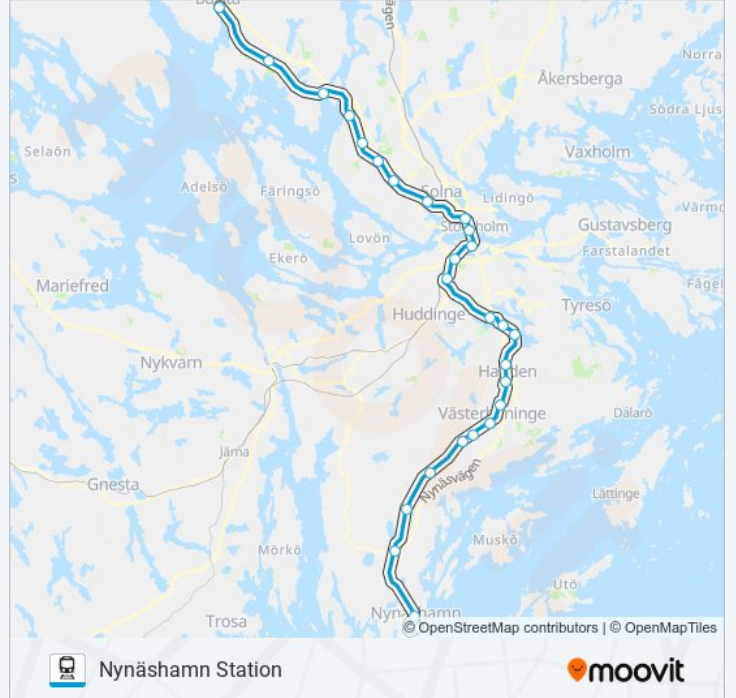 Norra
Åkersberga
Södra Ljus
Selaön
Vaxholm
Adelsö
Färingsö
Solna
Lidingö
Värmd
Gustavsberg
Lovön
Farstalandet
Ekerö
Mariefred
Fågel
Tyresö
Huddinge
Nykvarn
Dalarö
Järna
Gnesta
Nynäsvägen
Lättinge
Muskö
Mörkö
Utö
Trosa
© OpenStreetMap contributors | © OpenMapTiles
Nynäshamn Station
moovit